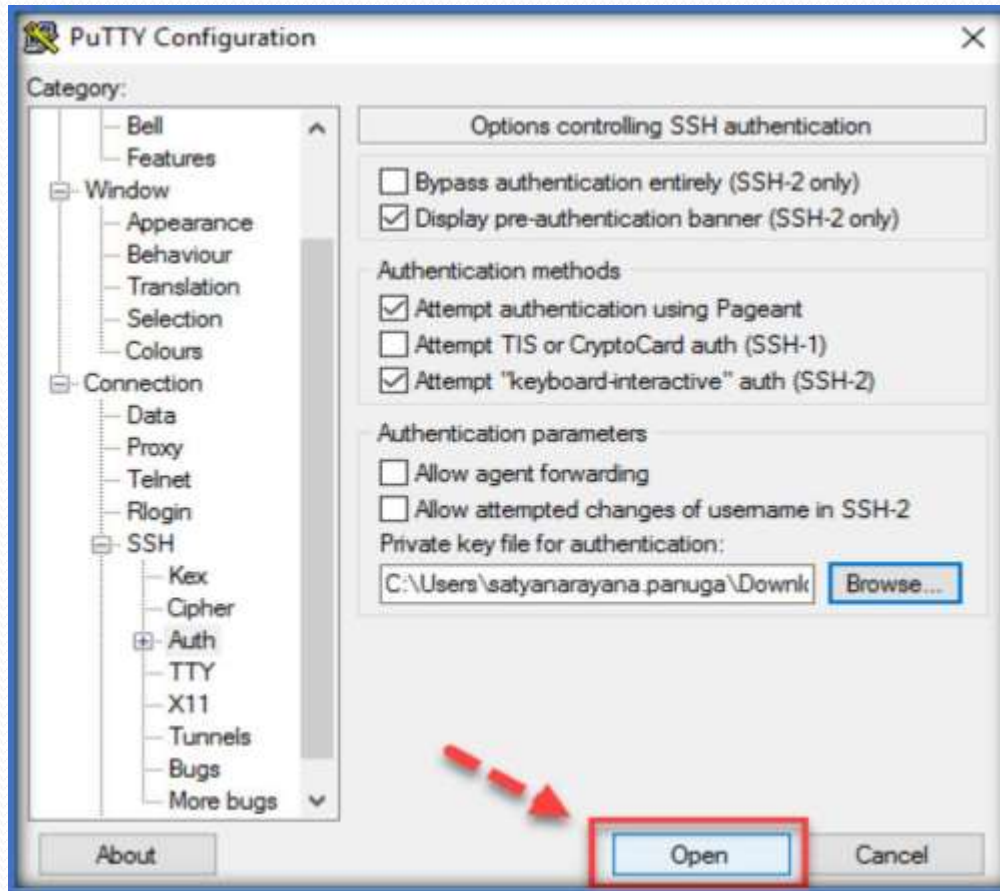 PuTTY Configuration
Category:
Bell
Features
Window
Appearance
Behaviour
Translation
Selection
Colours
Connection
Data
Proxy
Telnet
Rlogin
SSH
Kex
Cipher
Auth
TTY
X11
Tunnels
Bugs
More bugs
Options controlling SSH authentication
Bypass authentication entirely (SSH-2 only)
Display pre-authentication banner (SSH-2 only)
Authentication methods
Attempt authentication using Pageant
Attempt TIS or CryptoCard auth (SSH-1)
Attempt "keyboard-interactive" auth (SSH-2)
Authentication parameters
Allow agent forwarding
Allow attempted changes of username in SSH-2
Private key file for authentication:
C:\Users\satyanarayana.panuga\Downlo Browse...
About Open Cancel